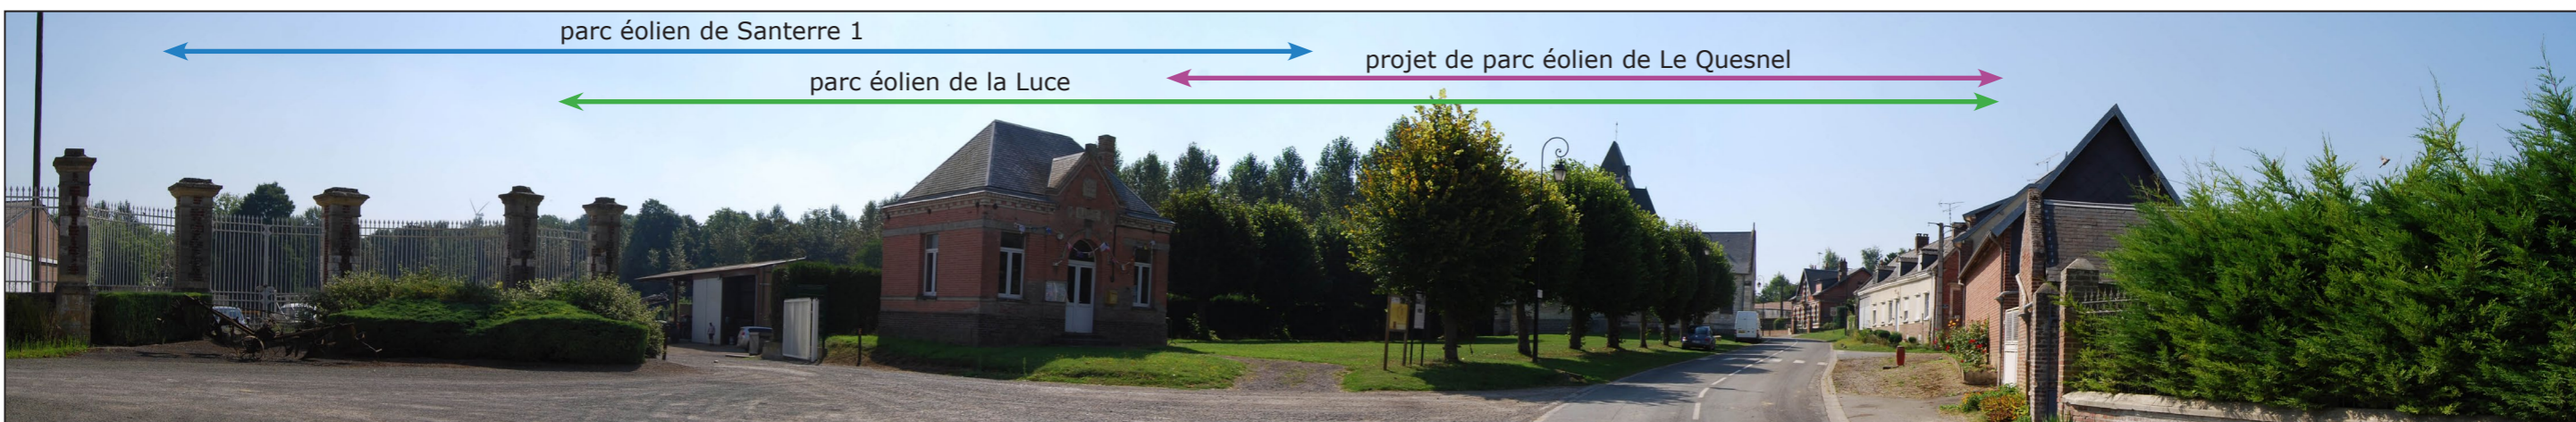 parc éolien de Santerre 1
projet de parc éolien de Le Quesnel
parc éolien de la Luce